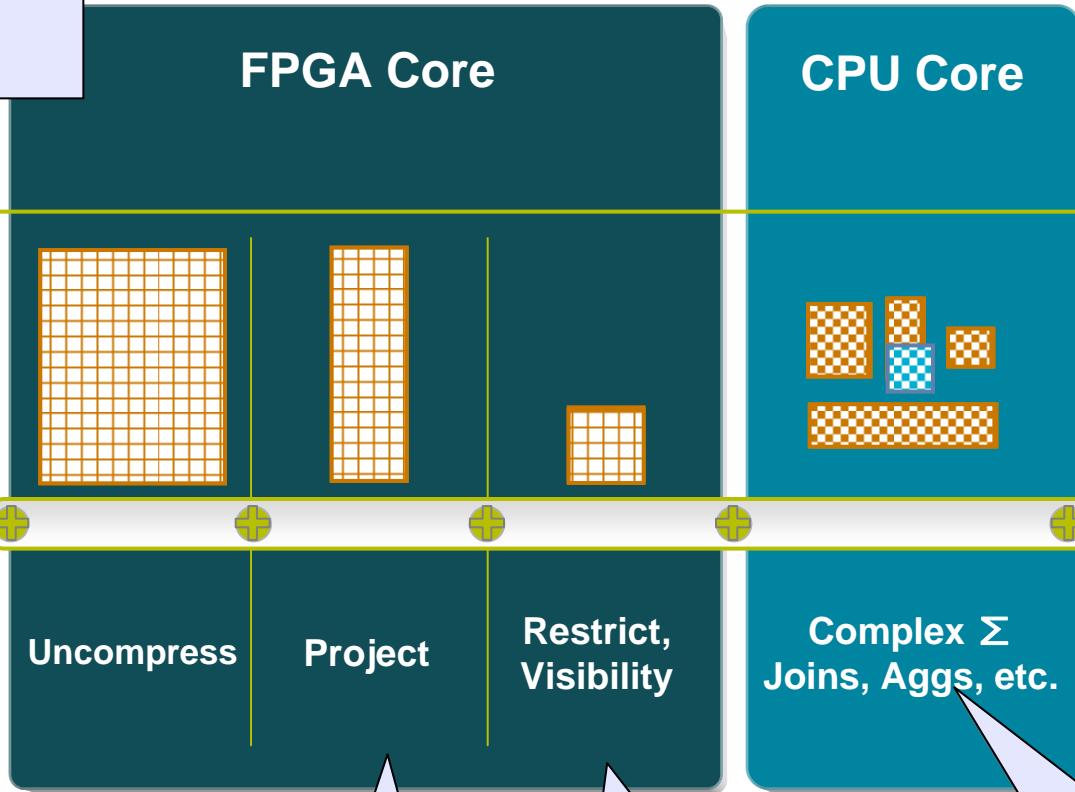 FPGA Core
CPU Core
Uncompress
Project
Restrict,
Visibility
Complex Σ
Joins, Aggs, etc.